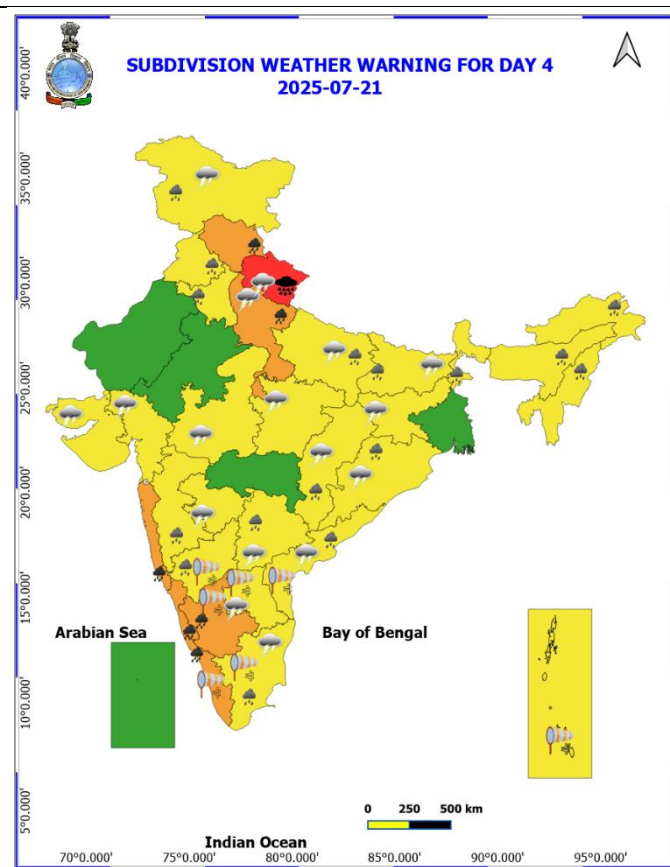 SUBDIVISION WEATHER WARNING FOR DAY 4
2025-07-21
40°0.000'
35°0.000'
30°0.000'
25°0.000'
20°0.000'
15°0.000'
10°0.000'
5°0.000'
Arabian Sea
Bay of Bengal
0 250 500 km
Indian Ocean
70°0.000' 75°0.000' 80°0.000' 85°0.000' 90°0.000' 95°0.000'